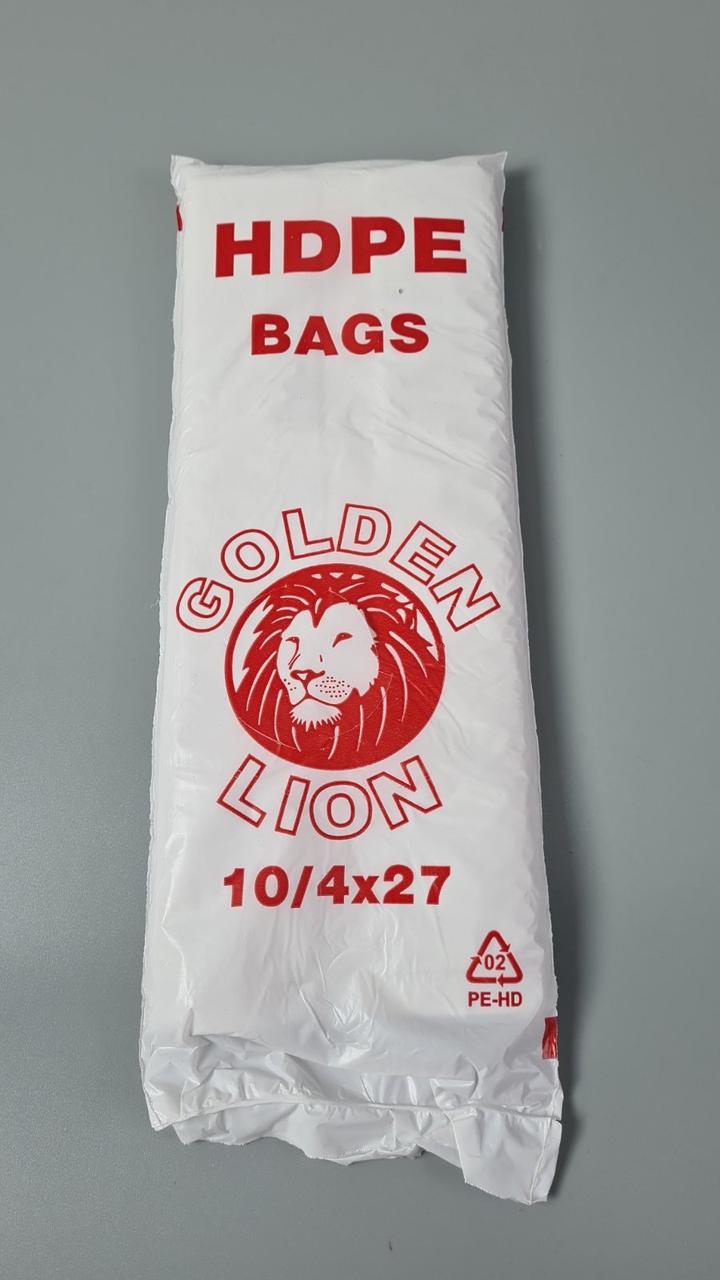 HDPE
BAGS
GOLDEN
LION
10/4x27
02
PE-HD